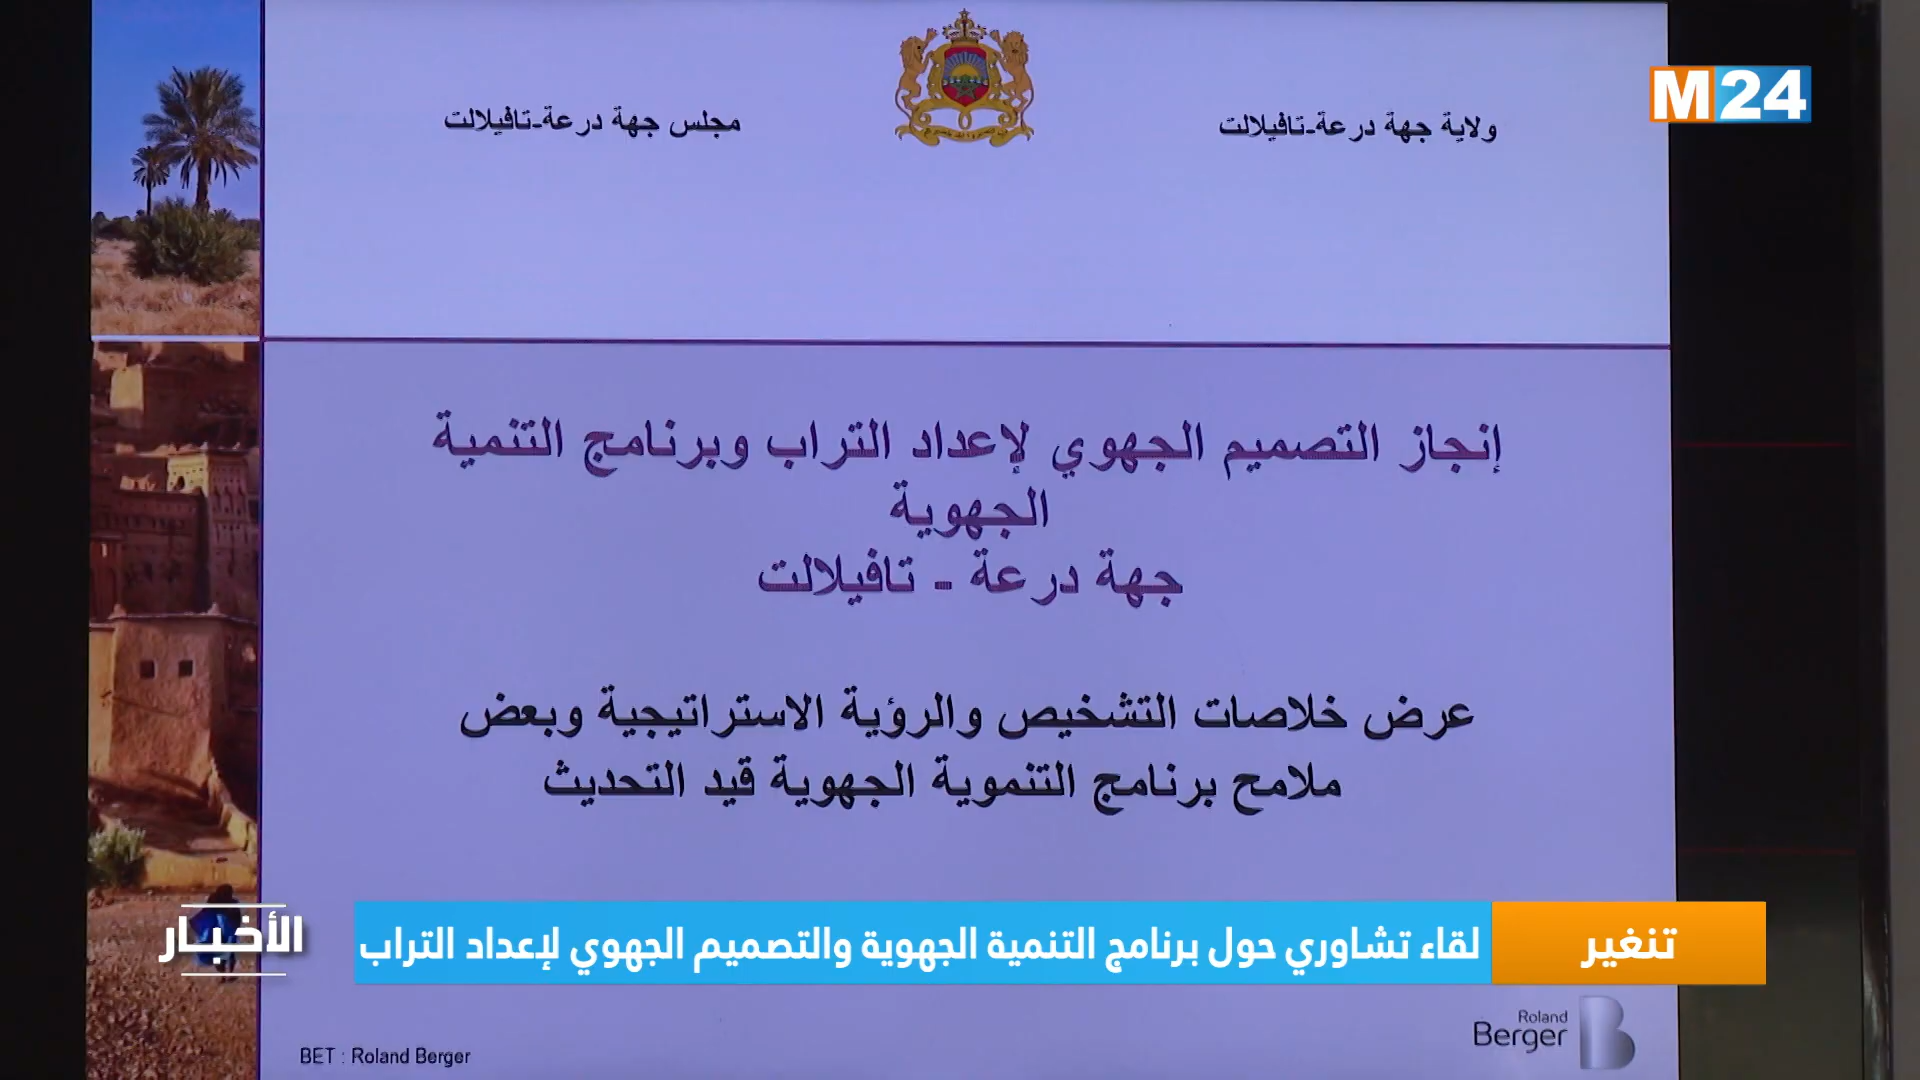 M24
ولاية جهة درعة-تافيلالت
مجلس جهة درعة-تافيلالت
إنجاز التصميم الجهوي لإعداد التراب وبرنامج التنمية
الجهوية
جهة درعة - تافيلالت
عرض خلاصات التشخيص والرؤية الاستراتيجية وبعض
ملامح برنامج التنموية الجهوية قيد التحديث
تنغير
لقاء تشاوري حول برنامج التنمية الجهوية والتصميم الجهوي لإعداد التراب
الأخبار
Roland
Berger
B
BET : Roland Berger